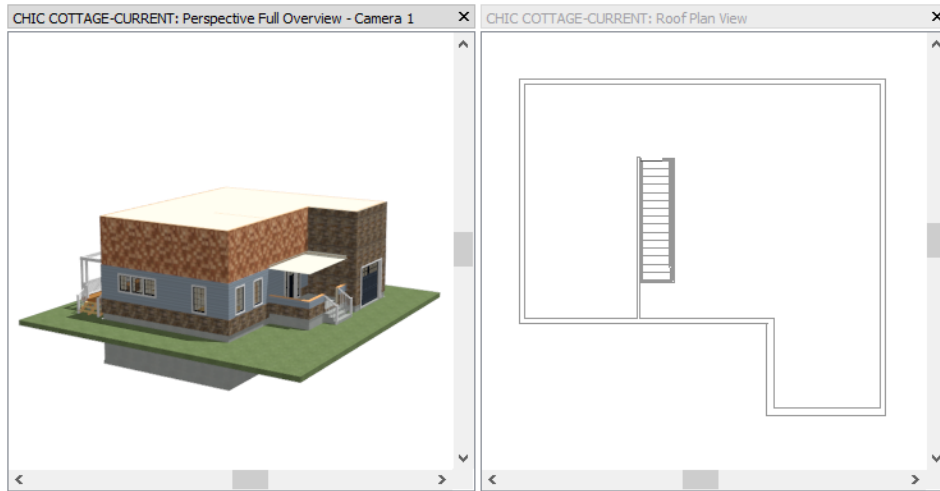 CHIC COTTAGE-CURRENT: Perspective Full Overview - Camera 1
CHIC COTTAGE-CURRENT: Roof Plan View